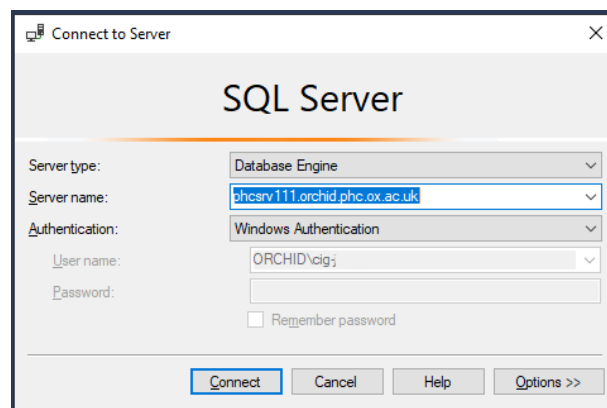 Connect to Server
SQL Server
Server type: Database Engine
Server name: phcsrv111.orchid.phc.ox.ac.uk
Authentication: Windows Authentication
User name: ORCHID\cig-j
Password:
Remember password
Connect Cancel Help Options >>